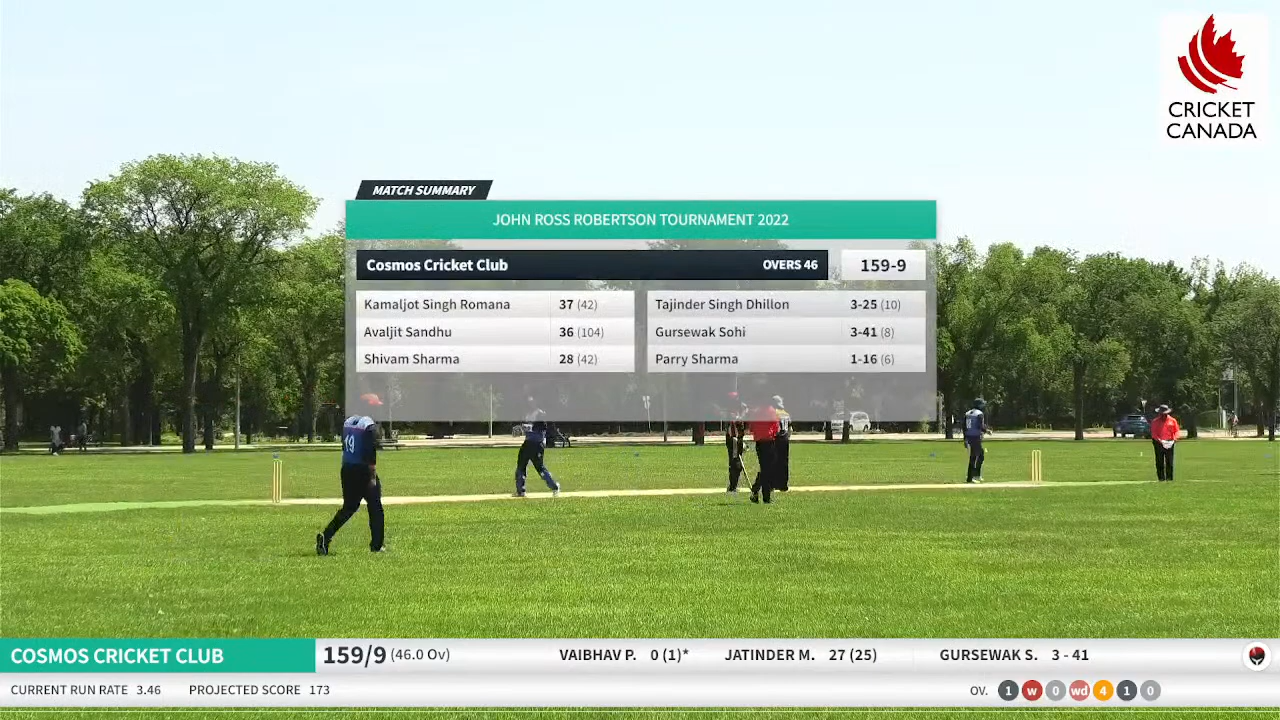 CRICKET
CANADA
MATCH SUMMARY
JOHN ROSS ROBERTSON TOURNAMENT 2022
Cosmos Cricket Club OVERS 46 159-9
Kamaljot Singh Romana 37 (42) Tajinder Singh Dhillon 3-25 (10)
Avaljit Sandhu 36 (104) Gursewak Sohi 3-41 (8)
Shivam Sharma 28 (42) Parry Sharma 1-16 (6)
19
COSMOS CRICKET CLUB 159/9 (46.0 Ov) VAIBHAV P. 0 (1)* JATINDER M. 27 (25) GURSEWAK S. 3 - 41
CURRENT RUN RATE 3.46 PROJECTED SCORE 173 OV. 1 w 0 wd 4 1 0